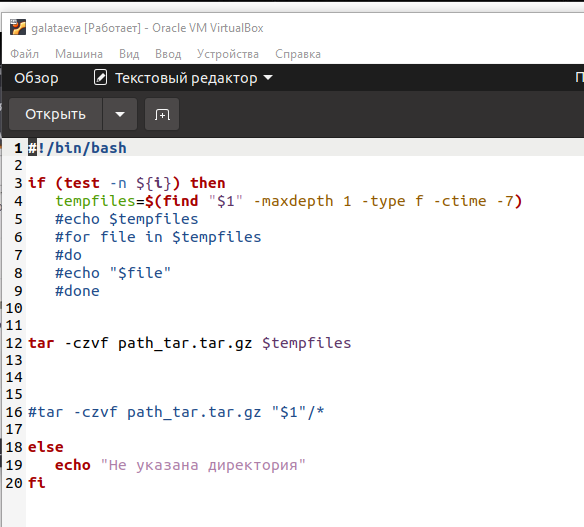 galataeva [Работает] - Oracle VM VirtualBox
Файл Машина Вид Ввод Устройства Справка
Обзор Текстовый редактор П
Открыть
1 #!/bin/bash
2
3 if (test -n ${i}) then
4 tempfiles=$(find "$1" -maxdepth 1 -type f -ctime -7)
5 #echo $tempfiles
6 #for file in $tempfiles
7 #do
8 #echo "$file"
9 #done
10
11
12 tar -czvf path_tar.tar.gz $tempfiles
13
14
15
16 #tar -czvf path_tar.tar.gz "$1"/*
17
18 else
19 echo "Не указана директория"
20 fi